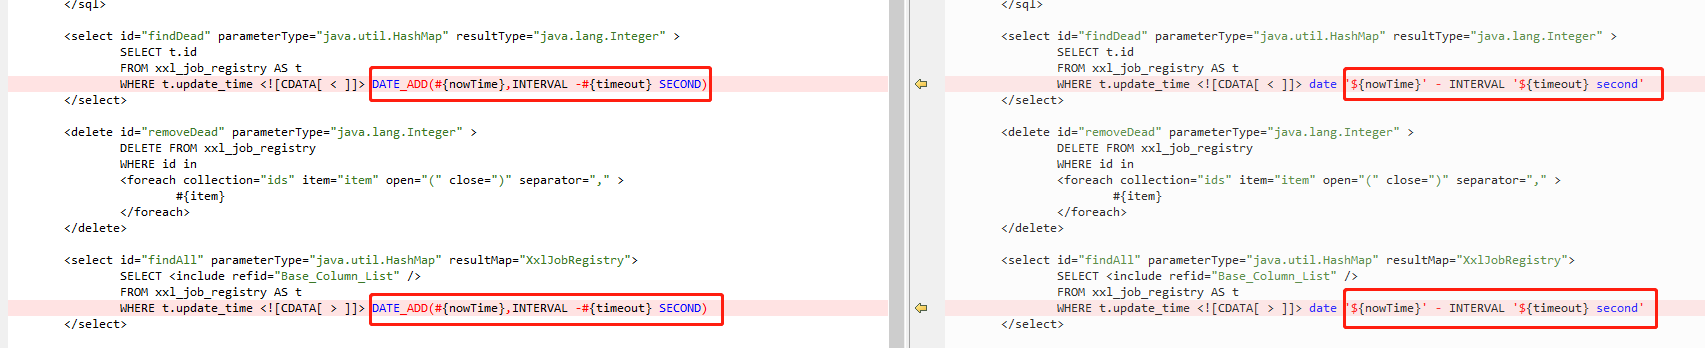 </sql>
<select id="findDead" parameterType="java.util.HashMap" resultType="java.lang.Integer" >
SELECT t.id
FROM xxl_job_registry AS t
WHERE t.update_time <![CDATA[ < ]]> DATE_ADD(#{nowTime},INTERVAL -#{timeout} SECOND)
</select>
<delete id="removeDead" parameterType="java.lang.Integer" >
DELETE FROM xxl_job_registry
WHERE id in
<foreach collection="ids" item="item" open="(" close=")" separator="," >
#{item}
</foreach>
</delete>
<select id="findAll" parameterType="java.util.HashMap" resultMap="XxlJobRegistry">
SELECT <include refid="Base_Column_List" />
FROM xxl_job_registry AS t
WHERE t.update_time <![CDATA[ > ]]> DATE_ADD(#{nowTime},INTERVAL -#{timeout} SECOND)
</select>
</sql>
<select id="findDead" parameterType="java.util.HashMap" resultType="java.lang.Integer" >
SELECT t.id
FROM xxl_job_registry AS t
WHERE t.update_time <![CDATA[ < ]]> date '${nowTime}' - INTERVAL '${timeout} second'
</select>
<delete id="removeDead" parameterType="java.lang.Integer" >
DELETE FROM xxl_job_registry
WHERE id in
<foreach collection="ids" item="item" open="(" close=")" separator="," >
#{item}
</foreach>
</delete>
<select id="findAll" parameterType="java.util.HashMap" resultMap="XxlJobRegistry">
SELECT <include refid="Base_Column_List" />
FROM xxl_job_registry AS t
WHERE t.update_time <![CDATA[ > ]]> date '${nowTime}' - INTERVAL '${timeout} second'
</select>